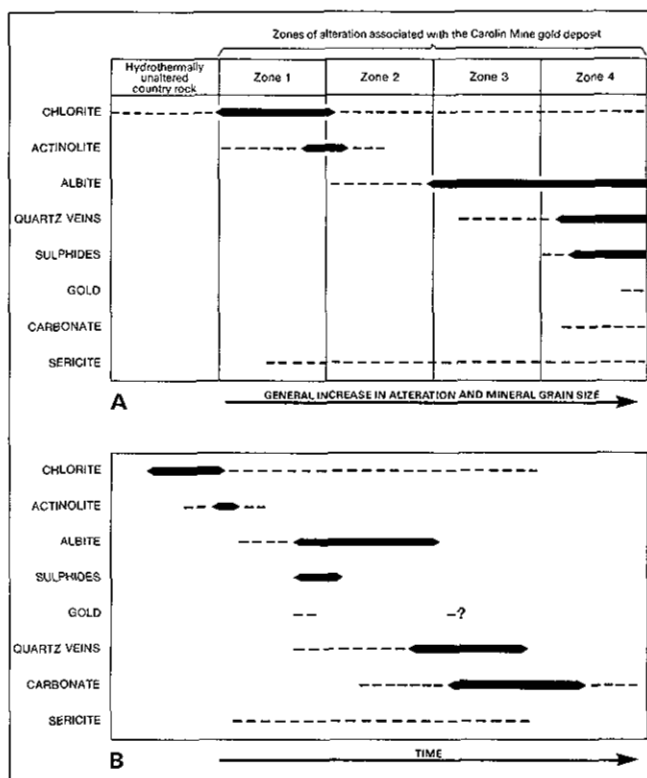 Zones of alteration associated with the Carolin Mine gold deposit
Hydrothermally
unaltered
country rock
Zone 1
Zone 2
Zone 3
Zone 4
CHLORITE
ACTINOLITE
ALBITE
QUARTZ VEINS
SULPHIDES
GOLD
CARBONATE
SERICITE
A
GENERAL INCREASE IN ALTERATION AND MINERAL GRAIN SIZE
CHLORITE
ACTINOLITE
ALBITE
SULPHIDES
GOLD
?
QUARTZ VEINS
CARBONATE
SERICITE
B
TIME